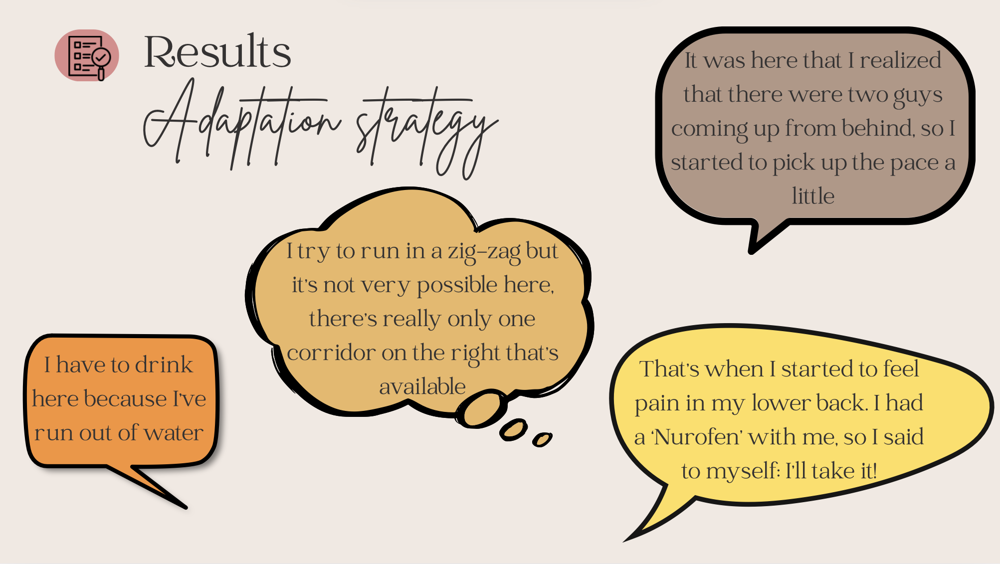 Results
Adaptation strategy
It was here that I realized
that there were two guys
coming up from behind, so I
started to pick up the pace a
little
I try to run in a zig-zag but
it's not very possible here,
there's really only one
corridor on the right that's
available
I have to drink
here because I've
run out of water
That's when I started to feel
pain in my lower back. I had
a ‘Nurofen’ with me, so I said
to myself: I'll take it!